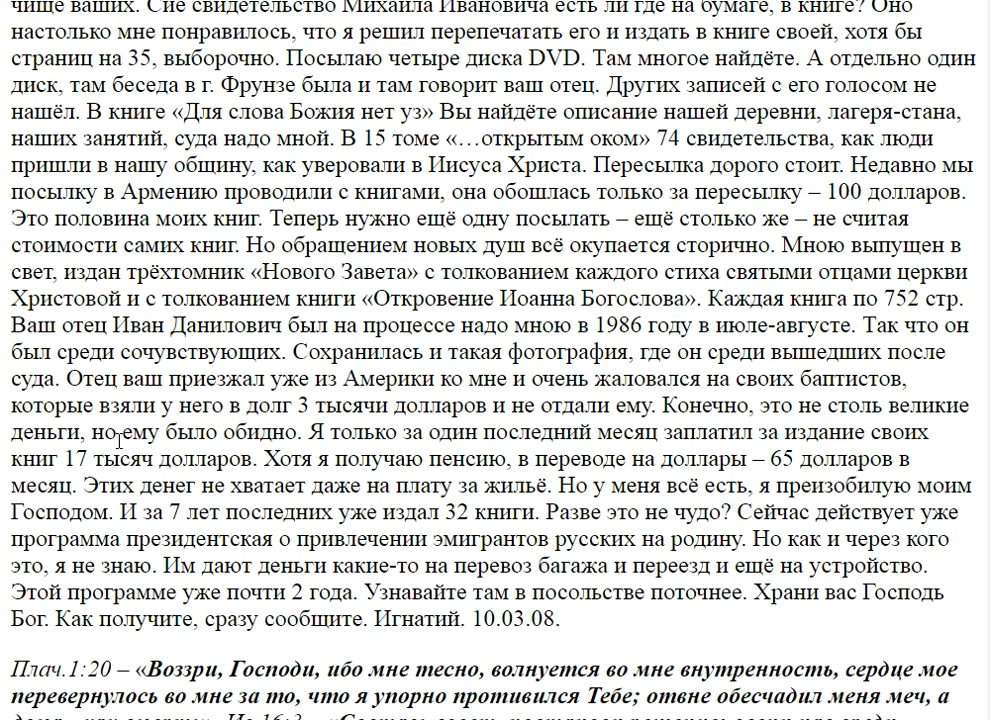 чище ваших. Сие свидетельство Михаила Ивановича есть ли где на бумаге, в книге? Оно
настолько мне понравилось, что я решил перепечатать его и издать в книге своей, хотя бы
страниц на 35, выборочно. Посылаю четыре диска DVD. Там многое найдёте. А отдельно один
диск, там беседа в г. Фрунзе была и там говорит ваш отец. Других записей с его голосом не
нашёл. В книге «Для слова Божия нет уз» Вы найдёте описание нашей деревни, лагеря-стана,
наших занятий, суда надо мной. В 15 томе «…открытым оком» 74 свидетельства, как люди
пришли в нашу общину, как уверовали в Иисуса Христа. Пересылка дорого стоит. Недавно мы
посылку в Армению проводили с книгами, она обошлась только за пересылку – 100 долларов.
Это половина моих книг. Теперь нужно ещё одну посылать – ещё столько же – не считая
стоимости самих книг. Но обращением новых душ всё окупается сторично. Мною выпущен в
свет, издан трёхтомник «Нового Завета» с толкованием каждого стиха святыми отцами церкви
Христовой и с толкованием книги «Откровение Иоанна Богослова». Каждая книга по 752 стр.
Ваш отец Иван Данилович был на процессе надо мною в 1986 году в июле-августе. Так что он
был среди сочувствующих. Сохранилась и такая фотография, где он среди вышедших после
суда. Отец ваш приезжал уже из Америки ко мне и очень жаловался на своих баптистов,
которые взяли у него в долг 3 тысячи долларов и не отдали ему. Конечно, это не столь великие
деньги, но ему было обидно. Я только за один последний месяц заплатил за издание своих
книг 17 тысяч долларов. Хотя я получаю пенсию, в переводе на доллары – 65 долларов в
месяц. Этих денег не хватает даже на плату за жильё. Но у меня всё есть, я преизобилую моим
Господом. И за 7 лет последних уже издал 32 книги. Разве это не чудо? Сейчас действует уже
программа президентская о привлечении эмигрантов русских на родину. Но как и через кого
это, я не знаю. Им дают деньги какие-то на перевоз багажа и переезд и ещё на устройство.
Этой программе уже почти 2 года. Узнавайте там в посольстве поточнее. Храни вас Господь
Бог. Как получите, сразу сообщите. Игнатий. 10.03.08.
Плач.1:20 – «Воззри, Господи, ибо мне тесно, волнуется во мне внутренность, сердце мое
перевернулось во мне за то, что я упорно противился Тебе; отвне обесчадил меня меч, а